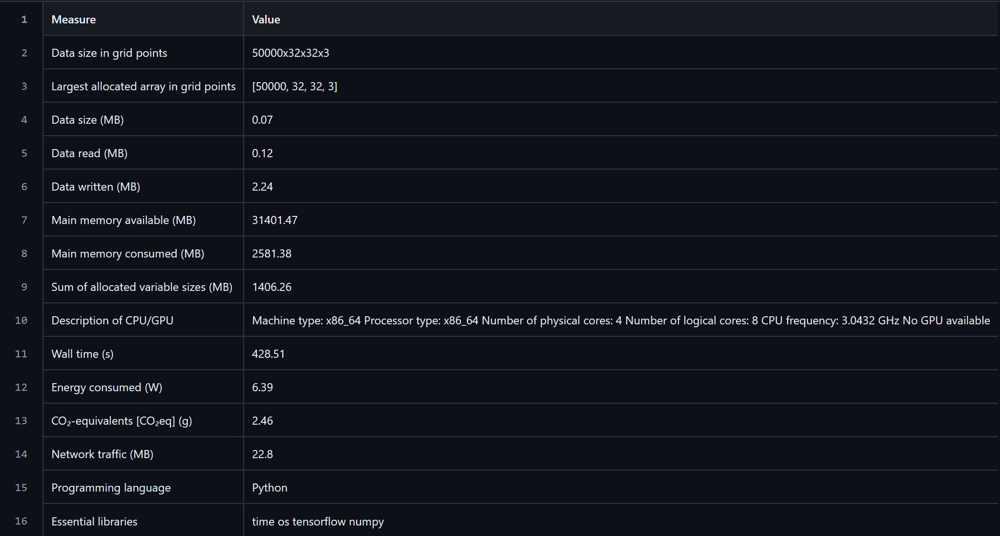 1 Measure Value
2 Data size in grid points 50000x32x32x3
3 Largest allocated array in grid points [50000, 32, 32, 3]
4 Data size (MB) 0.07
5 Data read (MB) 0.12
6 Data written (MB) 2.24
7 Main memory available (MB) 31401.47
8 Main memory consumed (MB) 2581.38
9 Sum of allocated variable sizes (MB) 1406.26
10 Description of CPU/GPU Machine type: x86_64 Processor type: x86_64 Number of physical cores: 4 Number of logical cores: 8 CPU frequency: 3.0432 GHz No GPU available
11 Wall time (s) 428.51
12 Energy consumed (W) 6.39
13 CO₂-equivalents [CO₂eq] (g) 2.46
14 Network traffic (MB) 22.8
15 Programming language Python
16 Essential libraries time os tensorflow numpy